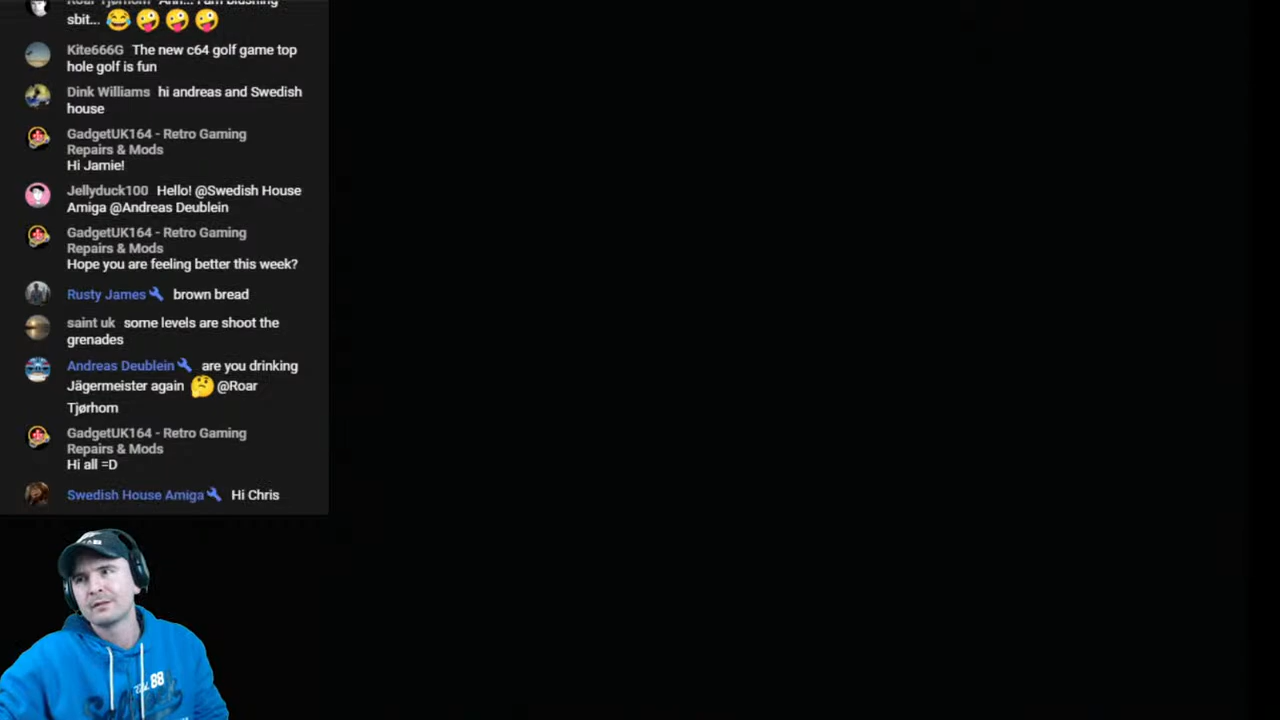 sbit... 😂🤪🤪🤪
Kite666G The new c64 golf game top
hole golf is fun
Dink Williams hi andreas and Swedish
house
GadgetUK164 - Retro Gaming
Repairs & Mods
Hi Jamie!
Jellyduck100 Hello! @Swedish House
Amiga @Andreas Deublein
GadgetUK164 - Retro Gaming
Repairs & Mods
Hope you are feeling better this week?
Rusty James brown bread
saint uk some levels are shoot the
grenades
Andreas Deublein are you drinking
Jägermeister again 🤔 @Roar
Tjørhom
GadgetUK164 - Retro Gaming
Repairs & Mods
Hi all =D
Swedish House Amiga Hi Chris
88